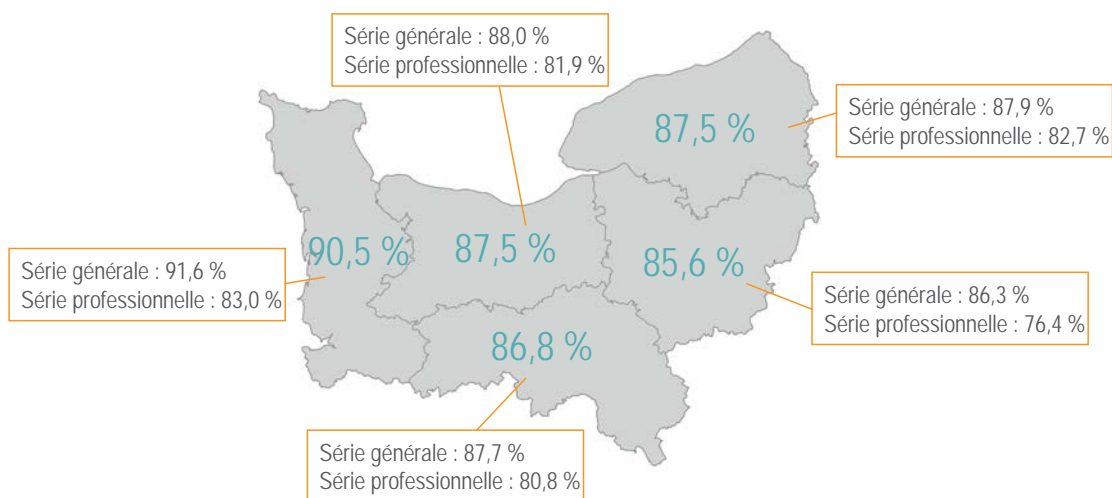 Série générale : 88,0 %
Série professionnelle : 81,9 %
87,5 %
Série générale : 87,9 %
Série professionnelle : 82,7 %
90,5 %
87,5 %
85,6 %
Série générale : 91,6 %
Série professionnelle : 83,0 %
Série générale : 86,3 %
Série professionnelle : 76,4 %
86,8 %
Série générale : 87,7 %
Série professionnelle : 80,8 %